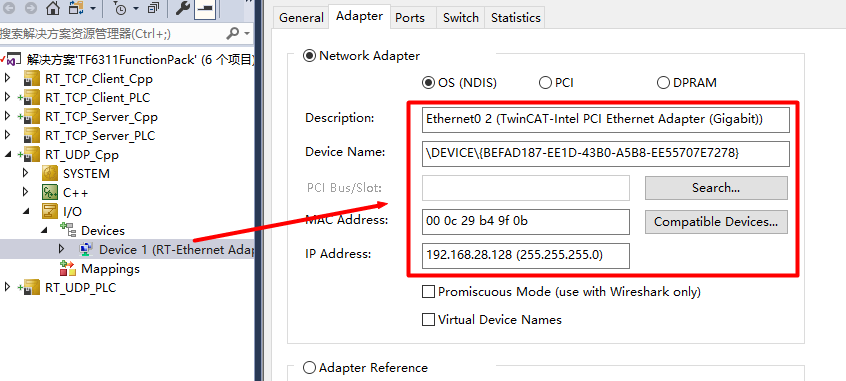 搜索解决方案资源管理器(Ctrl+;)
解决方案'TF6311FunctionPack' (6 个项目)
RT_TCP_Client_Cpp
RT_TCP_Client_PLC
RT_TCP_Server_Cpp
RT_TCP_Server_PLC
RT_UDP_Cpp
SYSTEM
C++
I/O
Devices
Device 1 (RT-Ethernet Adap
Mappings
RT_UDP_PLC
General Adapter Ports Switch Statistics
Network Adapter
OS (NDIS) PCI DPRAM
Description: Ethernet0 2 (TwinCAT-Intel PCI Ethernet Adapter (Gigabit))
Device Name: \DEVICE\{BEFAD187-EE1D-43B0-A5B8-EE55707E7278}
PCI Bus/Slot: Search...
MAC Address: 00 0c 29 b4 9f 0b Compatible Devices...
IP Address: 192.168.28.128 (255.255.255.0)
Promiscuous Mode (use with Wireshark only)
Virtual Device Names
Adapter Reference